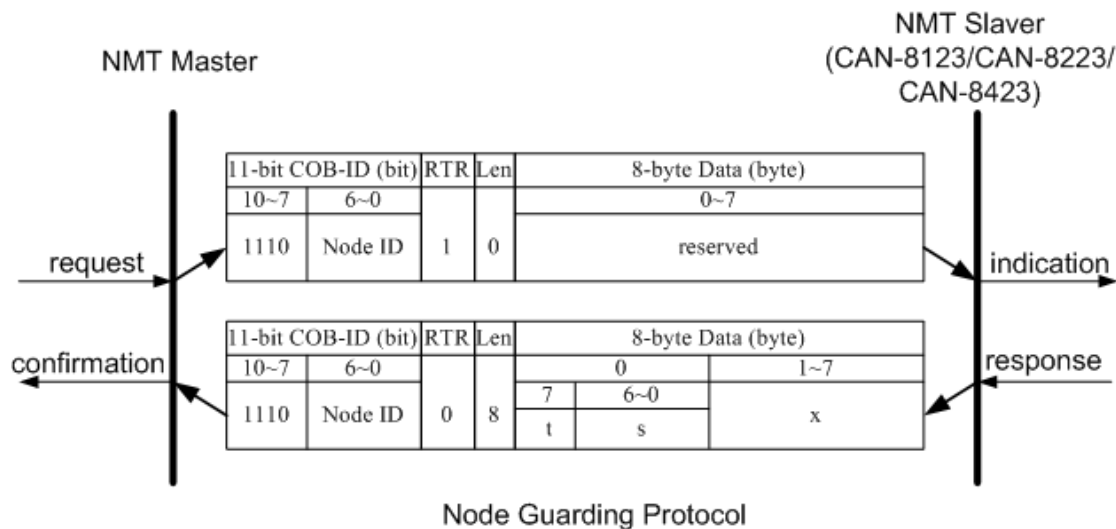 NMT Master
NMT Slaver
(CAN-8123/CAN-8223/
CAN-8423)
11-bit COB-ID (bit) RTR Len 8-byte Data (byte)
10~7 6~0 0~7
1110 Node ID 1 0 reserved
request
indication
11-bit COB-ID (bit) RTR Len 8-byte Data (byte)
10~7 6~0 0 1~7
confirmation
response
7 6~0
1110 Node ID 0 8 x
t s
Node Guarding Protocol